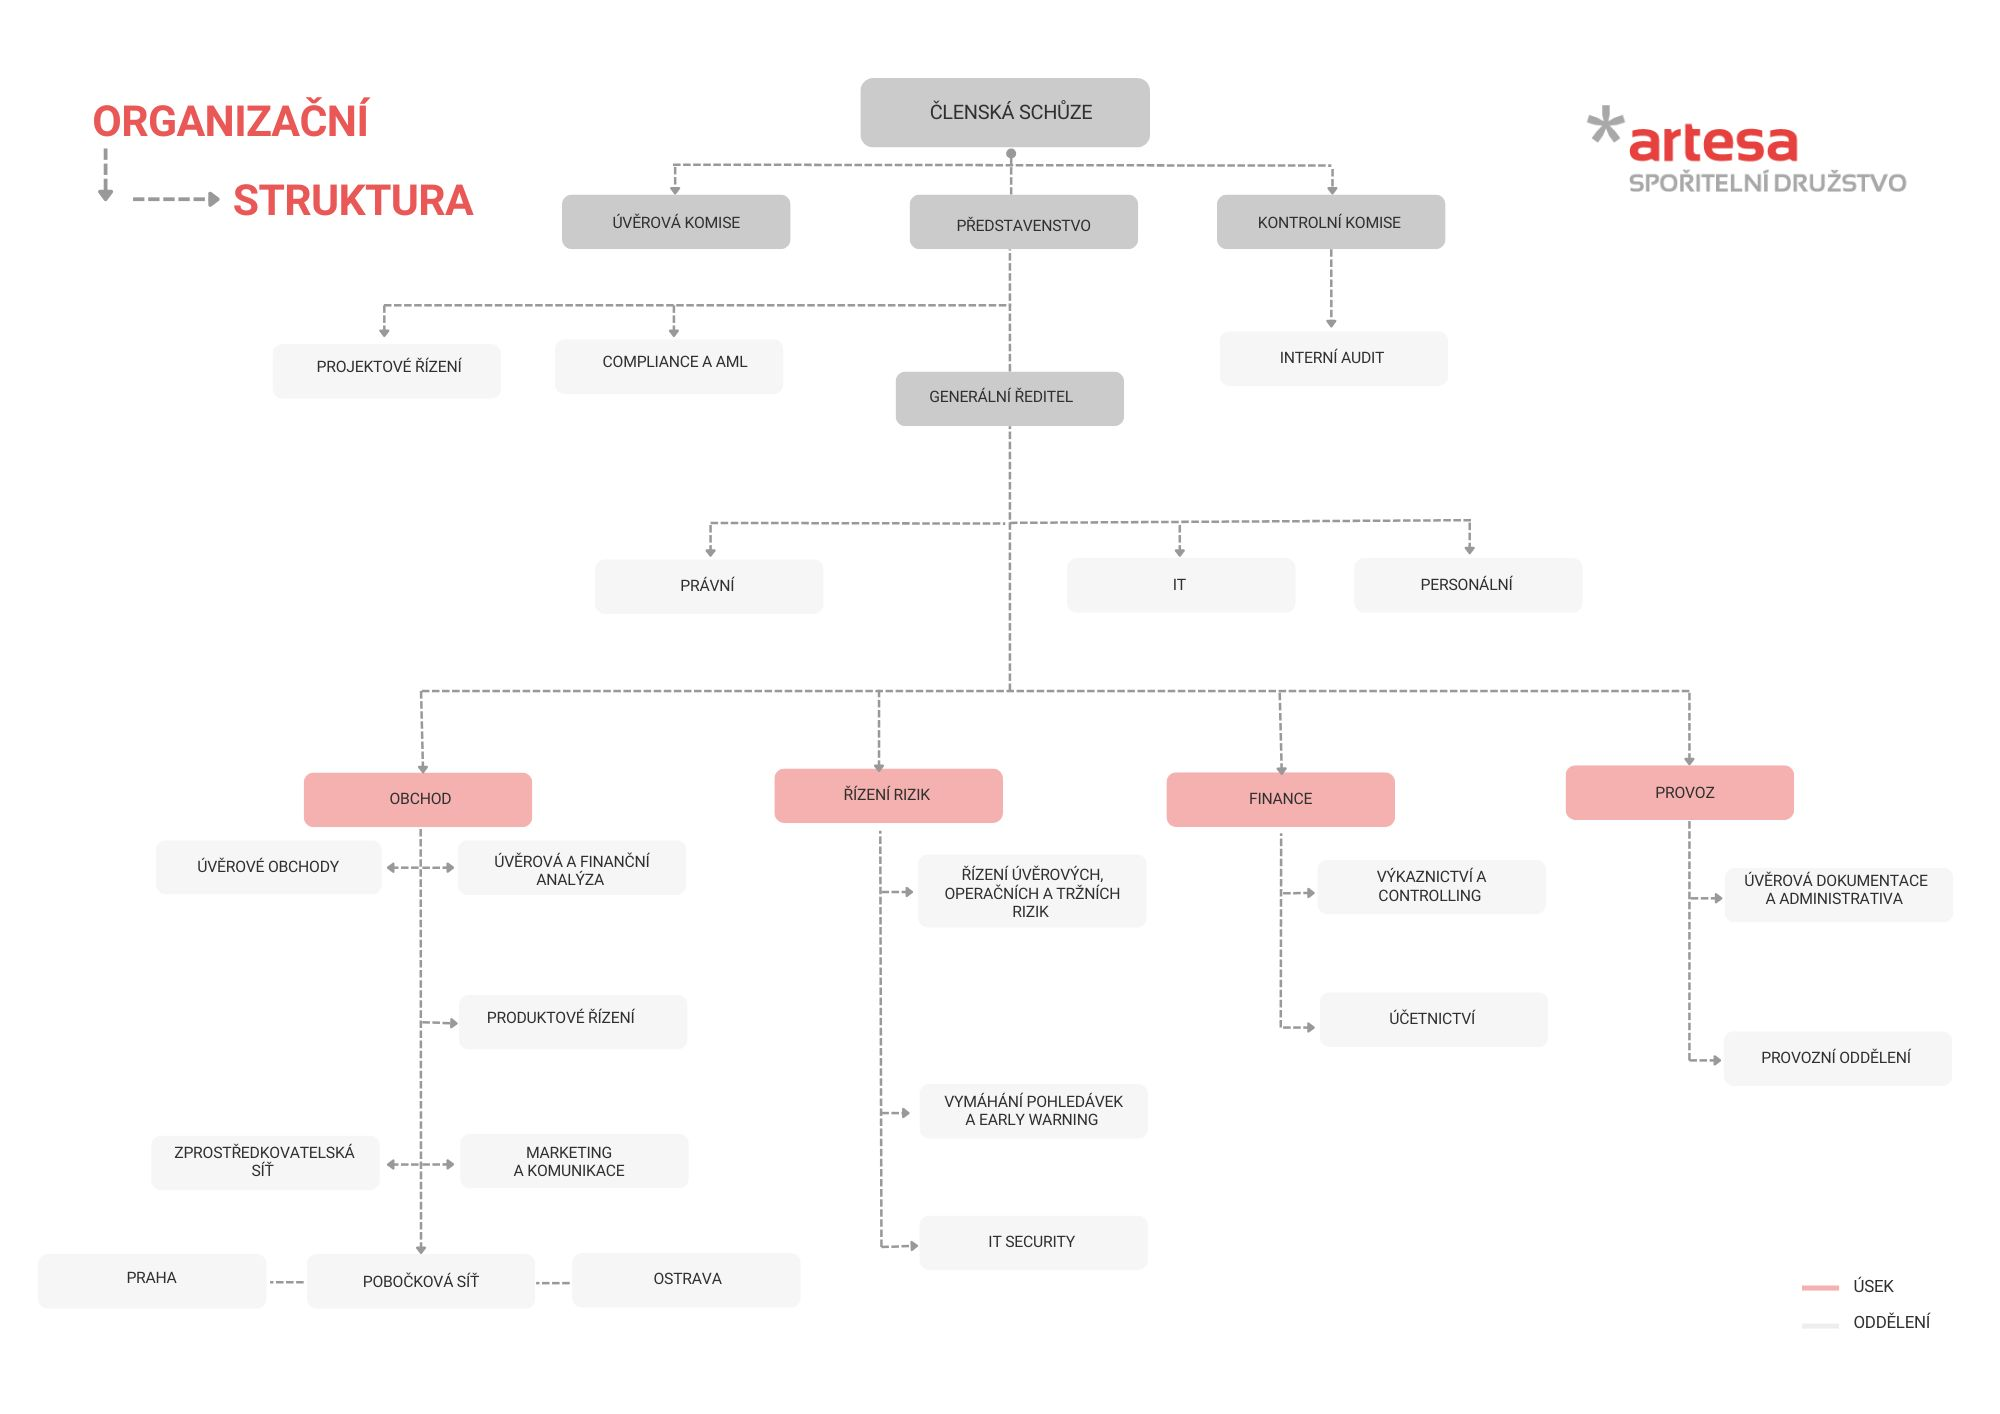 ORGANIZAČNÍ
STRUKTURA
ČLENSKÁ SCHŮZE
*artesa
SPOŘITELNÍ DRUŽSTVO
ÚVĚROVÁ KOMISE
PŘEDSTAVENSTVO
KONTROLNÍ KOMISE
PROJEKTOVÉ ŘÍZENÍ
COMPLIANCE A AML
INTERNÍ AUDIT
GENERÁLNÍ ŘEDITEL
PRÁVNÍ
IT
PERSONÁLNÍ
OBCHOD
ŘÍZENÍ RIZIK
FINANCE
PROVOZ
ÚVĚROVÉ OBCHODY
ÚVĚROVÁ A FINANČNÍ
ANALÝZA
PRODUKTOVÉ ŘÍZENÍ
ZPROSTŘEDKOVATELSKÁ
SÍŤ
MARKETING
A KOMUNIKACE
PRAHA
POBOČKOVÁ SÍŤ
OSTRAVA
ŘÍZENÍ ÚVĚROVÝCH,
OPERAČNÍCH A TRŽNÍCH
RIZIK
VYMÁHÁNÍ POHLEDÁVEK
A EARLY WARNING
IT SECURITY
VÝKAZNICTVÍ A
CONTROLLING
ÚČETNICTVÍ
ÚVĚROVÁ DOKUMENTACE
A ADMINISTRATIVA
PROVOZNÍ ODDĚLENÍ
ÚSEK
ODDĚLENÍ